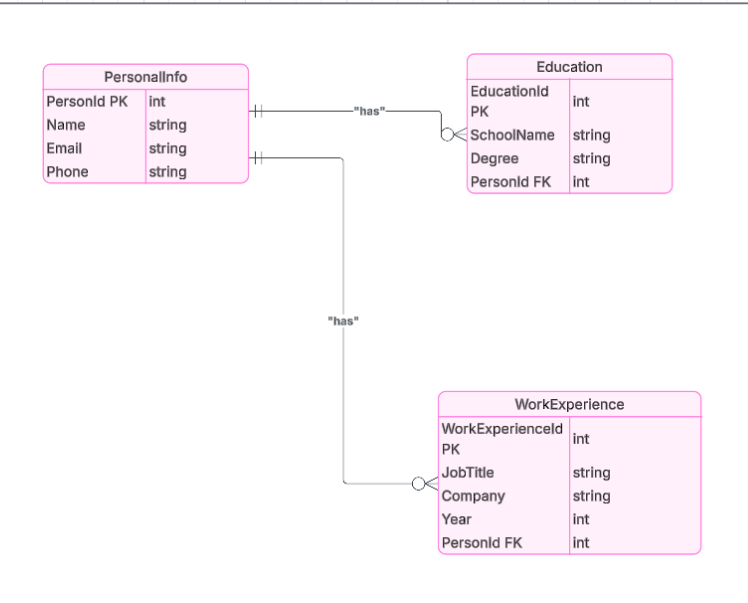 PersonalInfo
PersonId PK int
Name string
Email string
Phone string
"has"
Education
EducationId PK int
SchoolName string
Degree string
PersonId FK int
"has"
WorkExperience
WorkExperienceId PK int
JobTitle string
Company string
Year int
PersonId FK int